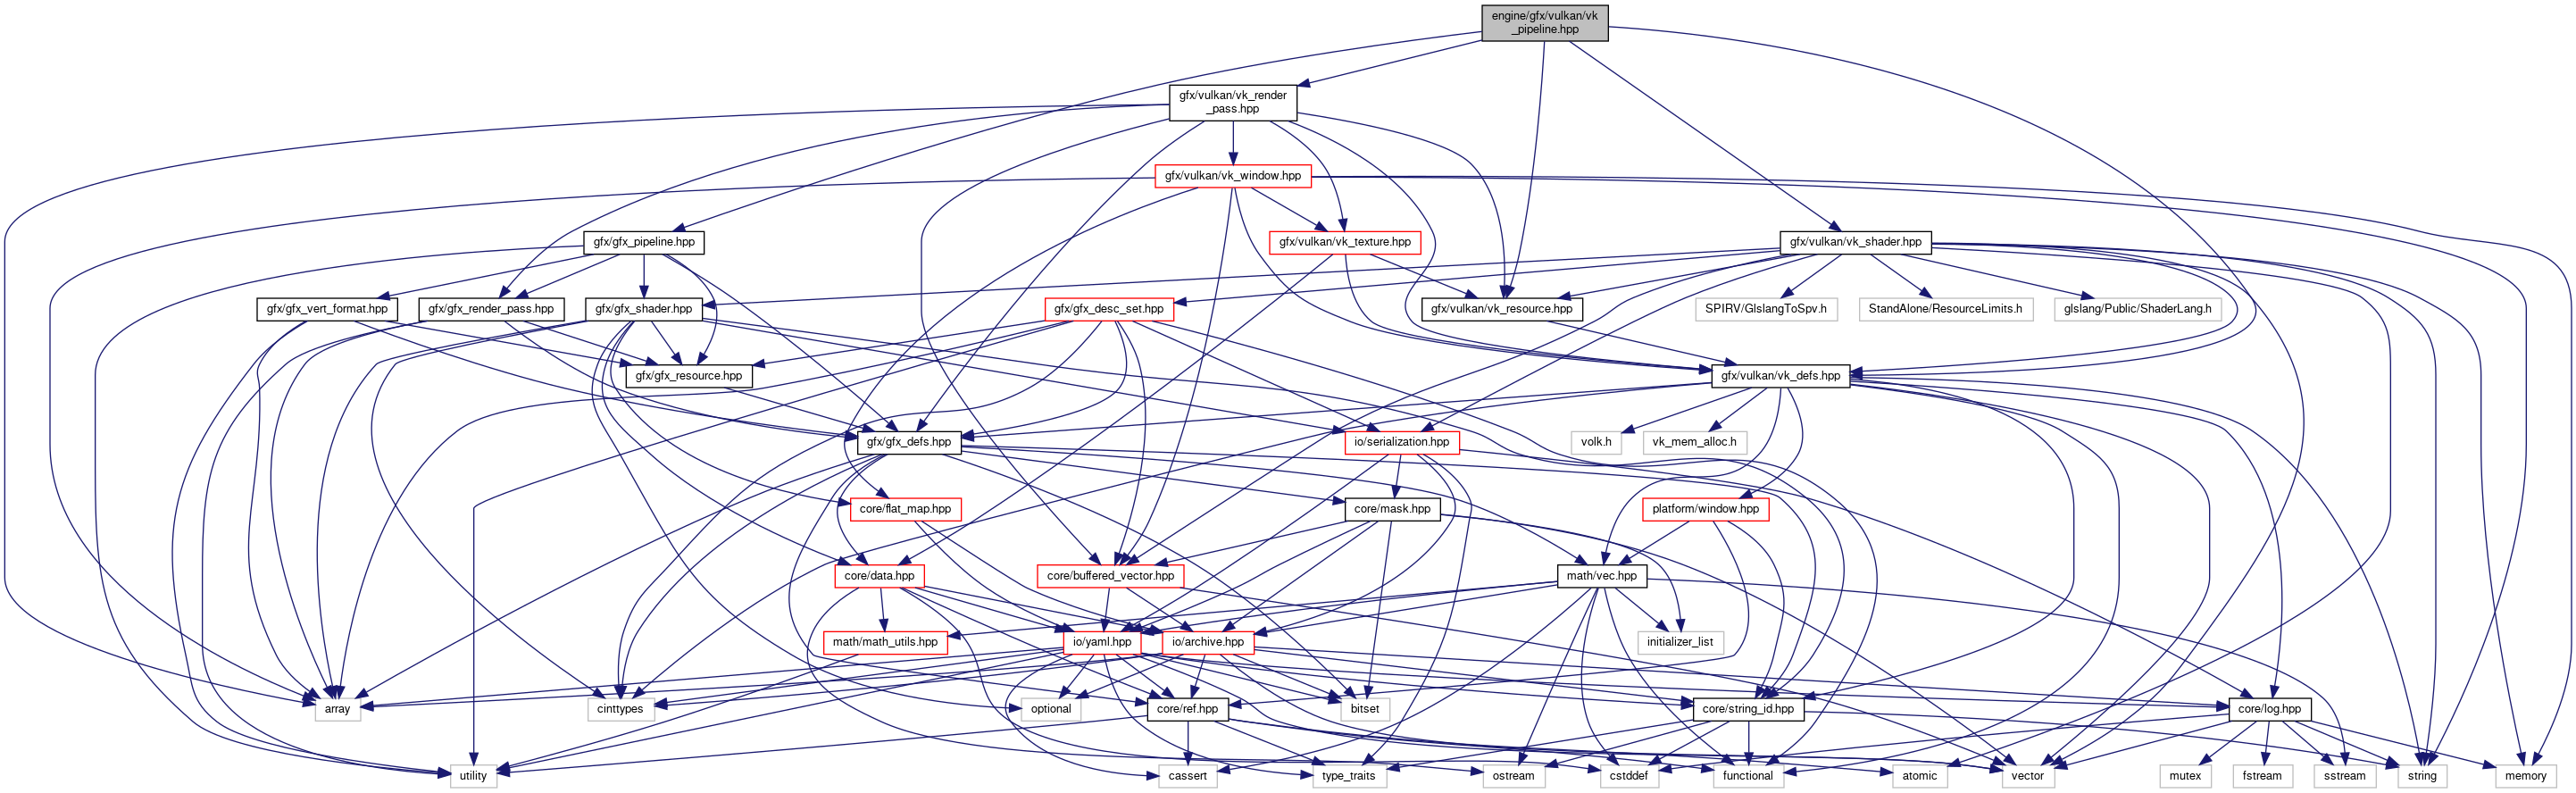 engine/gfx/vulkan/vk
_pipeline.hpp
gfx/vulkan/vk_render
_pass.hpp
gfx/vulkan/vk_window.hpp
gfx/gfx_pipeline.hpp
gfx/vulkan/vk_texture.hpp
gfx/vulkan/vk_shader.hpp
gfx/gfx_vert_format.hpp
gfx/gfx_render_pass.hpp
gfx/gfx_shader.hpp
gfx/gfx_desc_set.hpp
gfx/vulkan/vk_resource.hpp
SPIRV/GlslangToSpv.h
StandAlone/ResourceLimits.h
glslang/Public/ShaderLang.h
gfx/gfx_resource.hpp
gfx/vulkan/vk_defs.hpp
gfx/gfx_defs.hpp
io/serialization.hpp
volk.h
vk_mem_alloc.h
core/flat_map.hpp
core/mask.hpp
platform/window.hpp
core/data.hpp
core/buffered_vector.hpp
math/vec.hpp
math/math_utils.hpp
io/yaml.hpp
io/archive.hpp
initializer_list
array
cinttypes
optional
core/ref.hpp
bitset
core/string_id.hpp
core/log.hpp
utility
cassert
type_traits
ostream
cstddef
functional
atomic
vector
mutex
fstream
sstream
string
memory